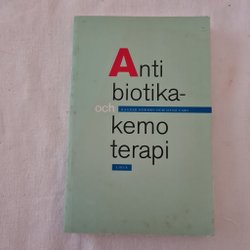 Anti
biotika-
och
kemo
terapi